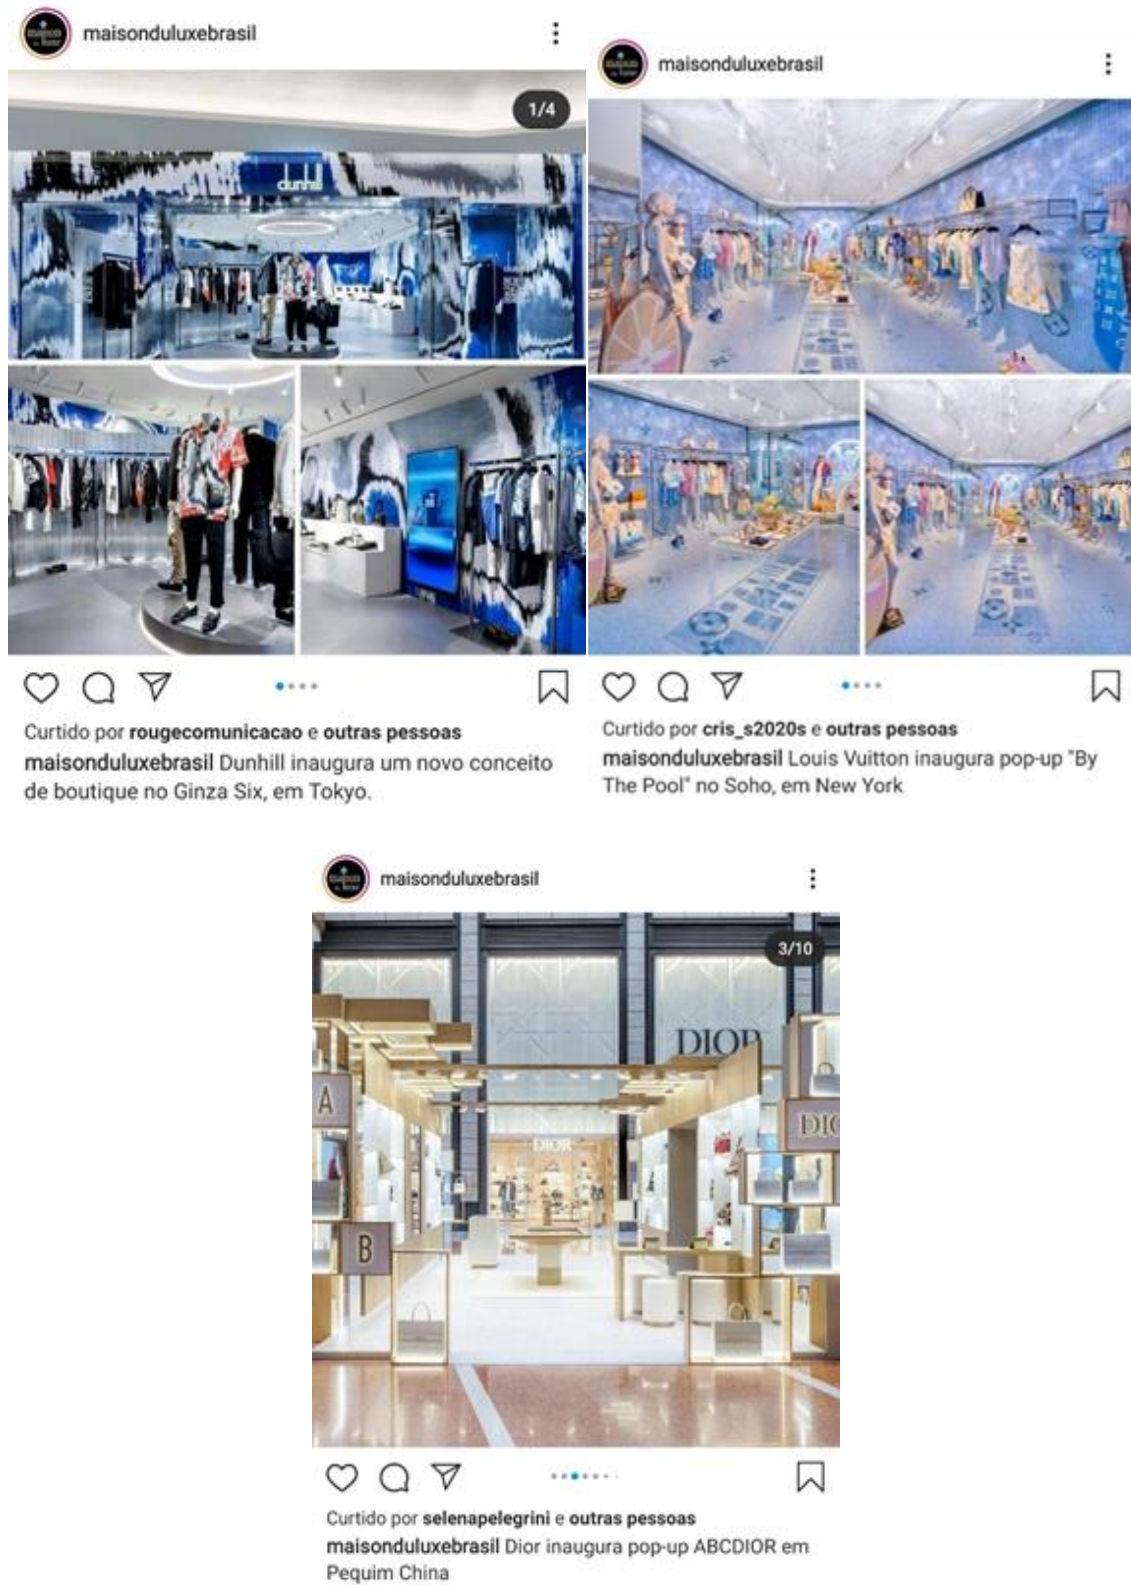 maisonduluxebrasil
1/4
dunhill
Curtido por rougecomunicacao e outras pessoas
maisonduluxebrasil Dunhill inaugura um novo conceito
de boutique no Ginza Six, em Tokyo.
maisonduluxebrasil
Curtido por cris_s2020s e outras pessoas
maisonduluxebrasil Louis Vuitton inaugura pop-up "By
The Pool" no Soho, em New York
maisonduluxebrasil
3/10
DIOR
A
DIO
DIOR
B
Curtido por selenapelegrini e outras pessoas
maisonduluxebrasil Dior inaugura pop-up ABCDIOR em
Pequim China